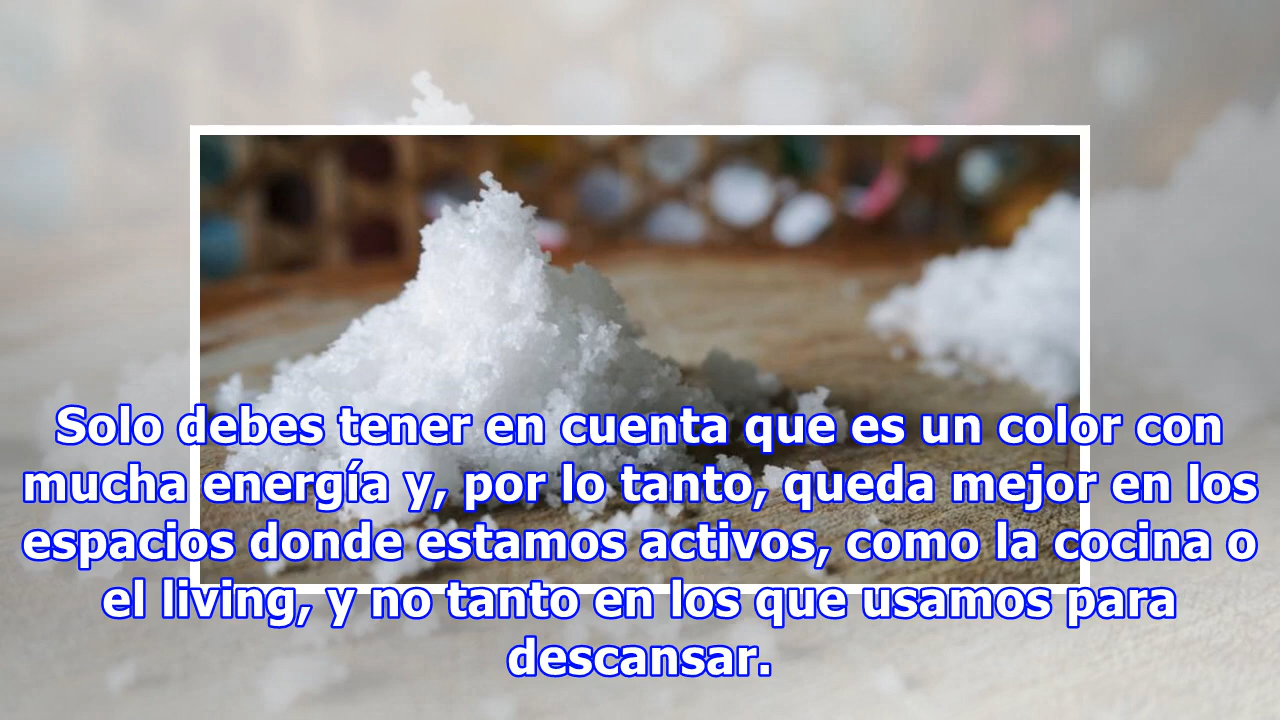 Solo debes tener en cuenta que es un color con
mucha energía y, por lo tanto, queda mejor en los
espacios donde estamos activos, como la cocina o
el living, y no tanto en los que usamos para
descansar.